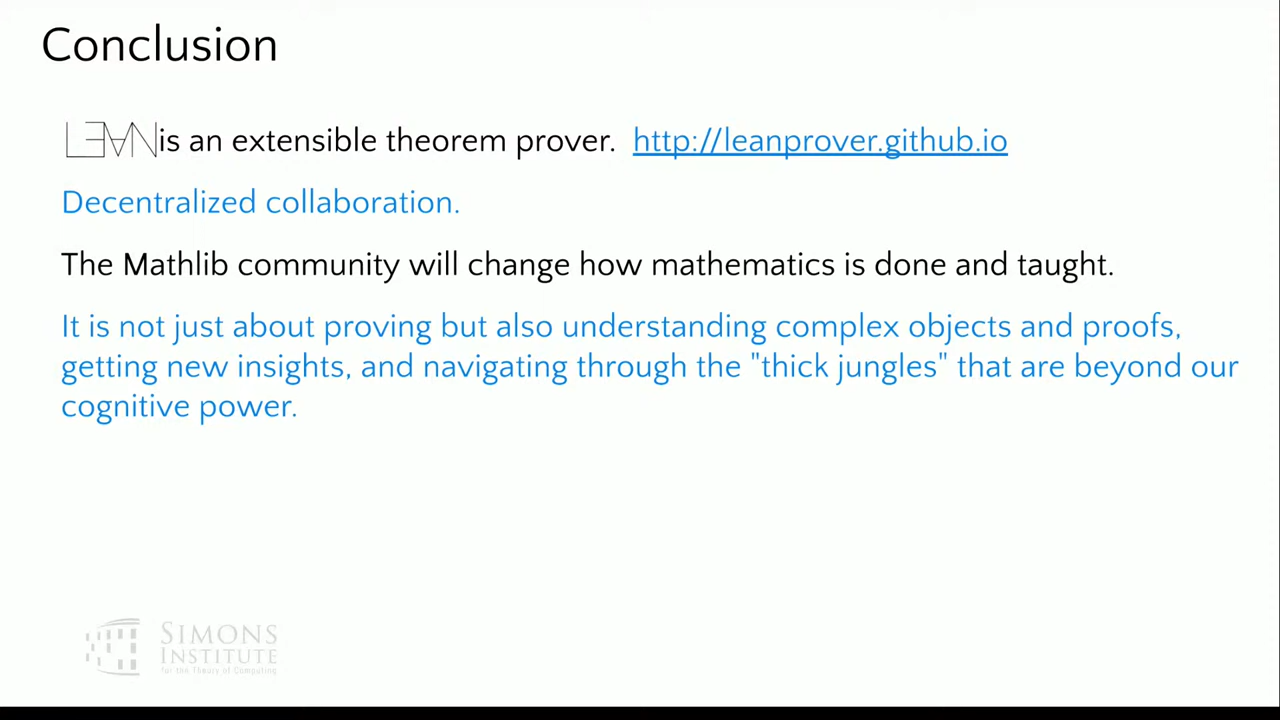 Conclusion
L∃∀N is an extensible theorem prover. http://leanprover.github.io
Decentralized collaboration.
The Mathlib community will change how mathematics is done and taught.
It is not just about proving but also understanding complex objects and proofs,
getting new insights, and navigating through the "thick jungles" that are beyond our
cognitive power.
SIMONS
INSTITUTE
for the Theory of Computing